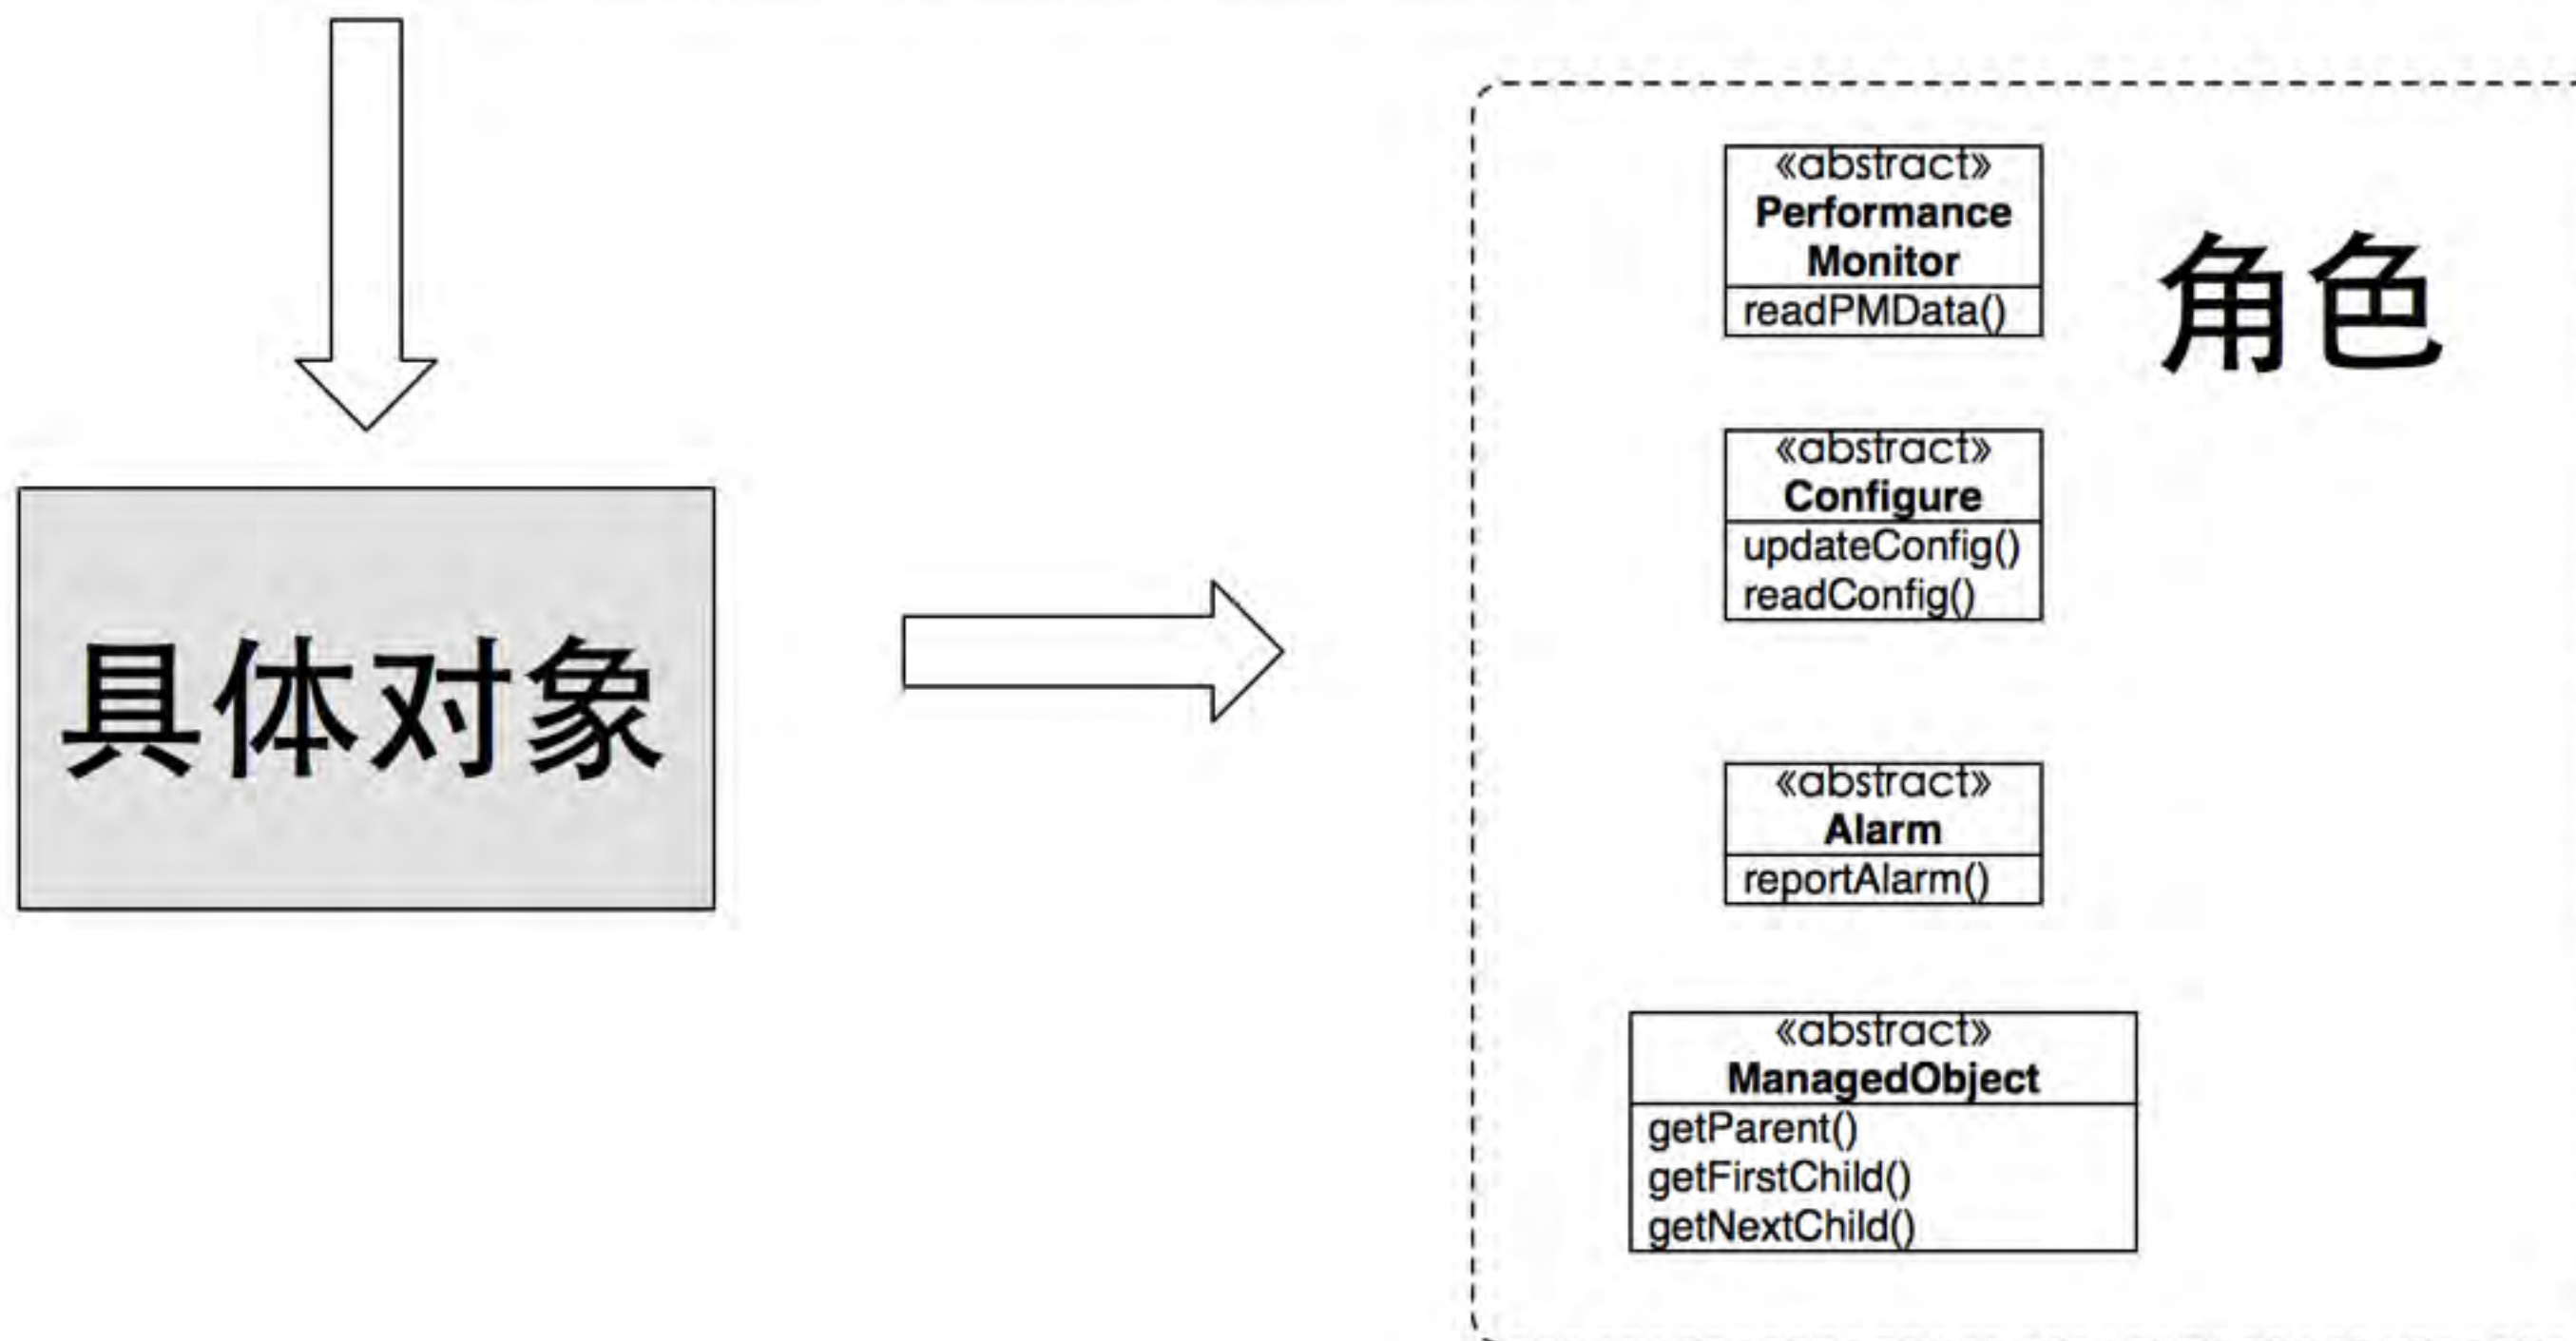 «abstract»
Performance
Monitor
readPMData()
角色
«abstract»
Configure
updateConfig()
readConfig()
具体对象
«abstract»
Alarm
reportAlarm()
«abstract»
ManagedObject
getParent()
getFirstChild()
getNextChild()